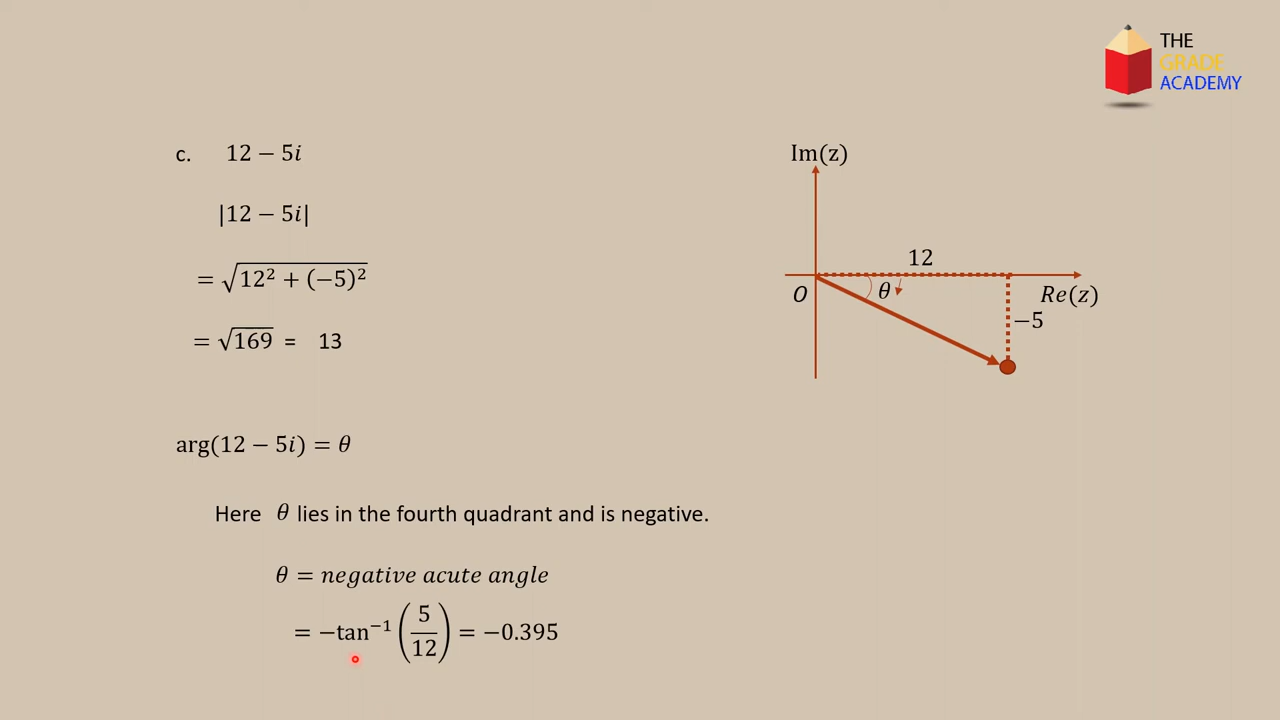 THE
GRADE
ACADEMY
c. 12 − 5i
|12 − 5i|
= √(12² + (−5)²)
= √169 = 13
Im(z)
12
O θ Re(z)
−5
arg(12 − 5i) = θ
Here θ lies in the fourth quadrant and is negative.
θ = negative acute angle
= −tan⁻¹(5/12) = −0.395